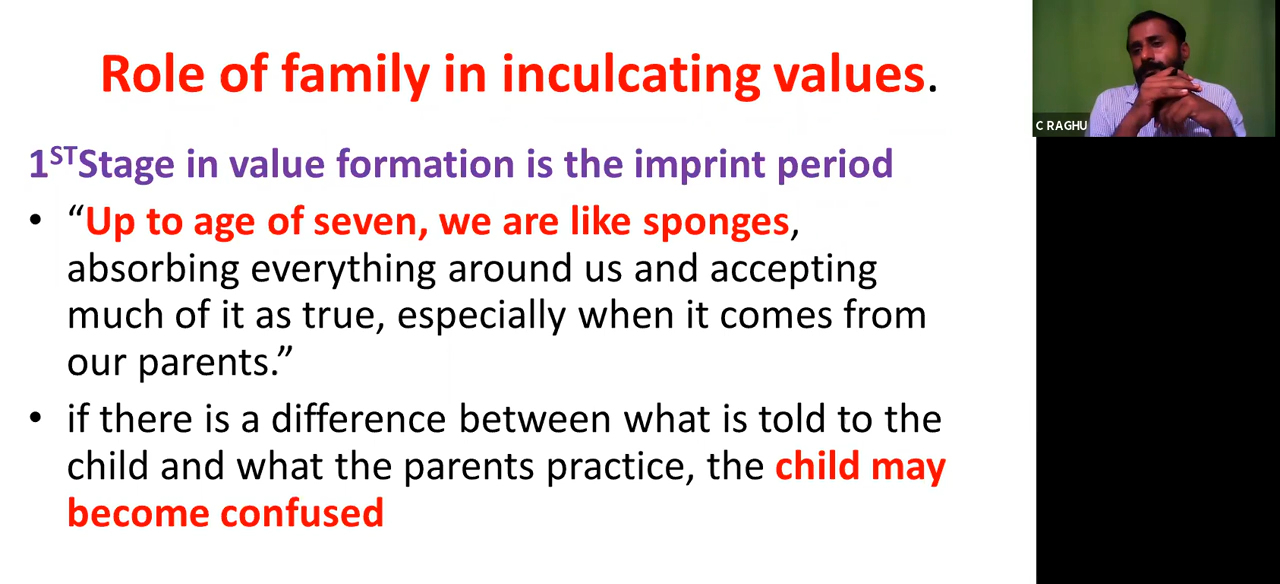 Role of family in inculcating values.
1STStage in value formation is the imprint period
• “Up to age of seven, we are like sponges,
absorbing everything around us and accepting
much of it as true, especially when it comes from
our parents.”
• if there is a difference between what is told to the
child and what the parents practice, the child may
become confused
C RAGHU